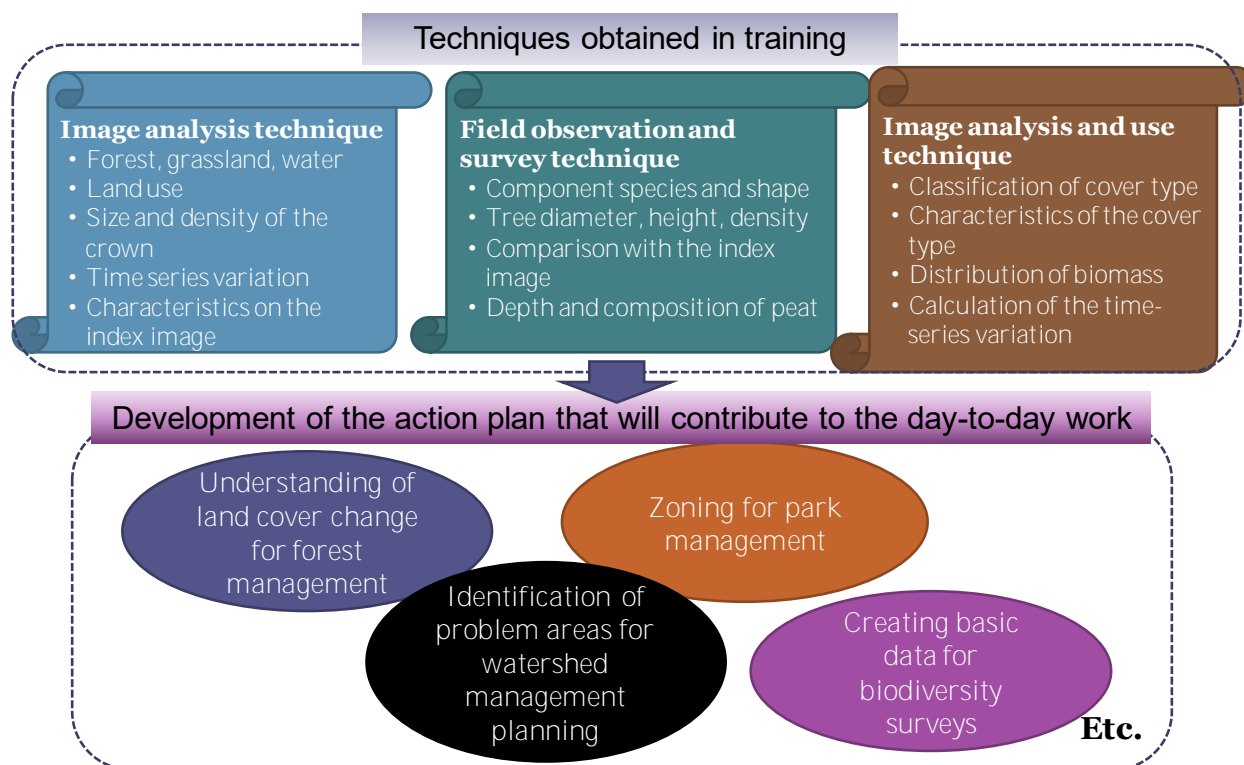 Techniques obtained in training
Image analysis technique
• Forest, grassland, water
• Land use
• Size and density of the
crown
• Time series variation
• Characteristics on the
index image
Field observation and
survey technique
• Component species and shape
• Tree diameter, height, density
• Comparison with the index
image
• Depth and composition of peat
Image analysis and use
technique
• Classification of cover type
• Characteristics of the cover
type
• Distribution of biomass
• Calculation of the time-
series variation
Development of the action plan that will contribute to the day-to-day work
Understanding of
land cover change
for forest
management
Zoning for park
management
Identification of
problem areas for
watershed
management
planning
Creating basic
data for
biodiversity
surveys
Etc.